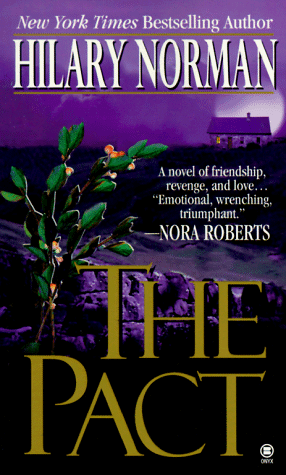 New York Times Bestselling Author
HILARY NORMAN
A novel of friendship,
revenge, and love…
“Emotional, wrenching,
triumphant.”
—NORA ROBERTS
THE
PACT
ONYX